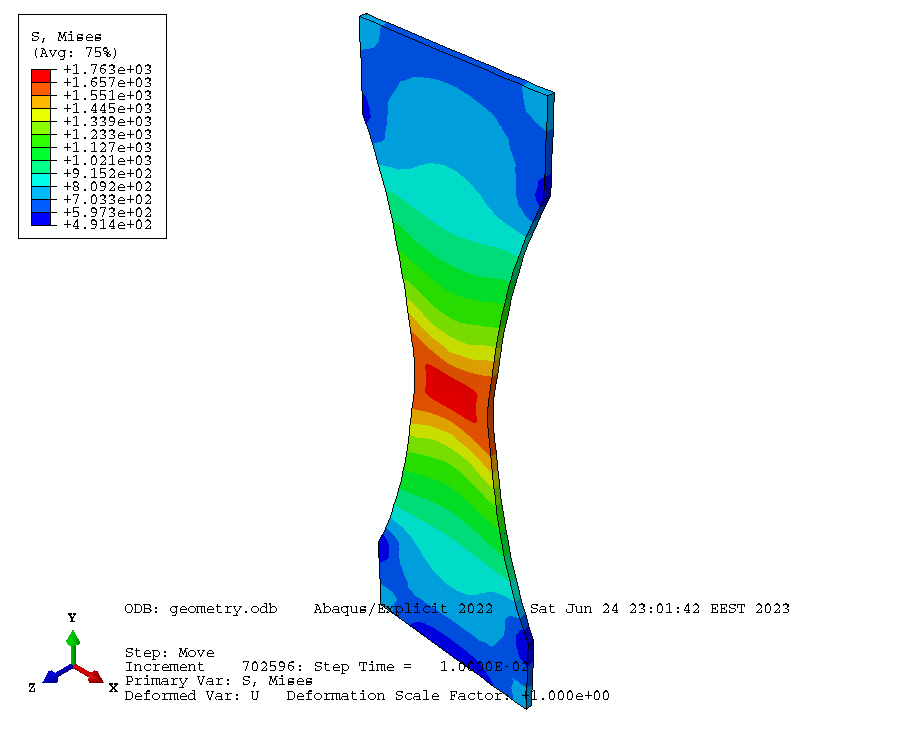 S, Mises
(Avg: 75%)
+1.763e+03
+1.657e+03
+1.551e+03
+1.445e+03
+1.339e+03
+1.233e+03
+1.127e+03
+1.021e+03
+9.152e+02
+8.092e+02
+7.033e+02
+5.973e+02
+4.914e+02
ODB: geometry.odb    Abaqus/Explicit 2022    Sat Jun 24 23:01:42 EEST 2023
Y
Z
X
Step: Move
Increment    702596: Step Time =   1.0000E-02
Primary Var: S, Mises
Deformed Var: U   Deformation Scale Factor: +1.000e+00